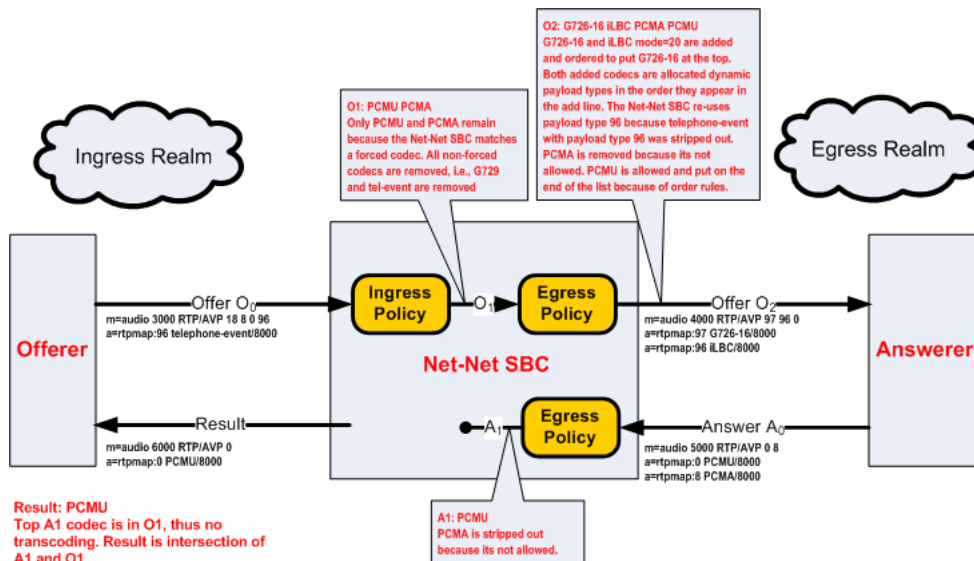 O2: G726-16 iLBC PCMA PCMU
G726-16 and iLBC mode=20 are added
and ordered to put G726-16 at the top.
Both added codecs are allocated dynamic
payload types in the order they appear in
the add line. The Net-Net SBC re-uses
payload type 96 because telephone-event
with payload type 96 was stripped out.
PCMA is removed because its not
allowed. PCMU is allowed and put on the
end of the list because of order rules.
O1: PCMU PCMA
Only PCMU and PCMA remain
because the Net-Net SBC matches
a forced codec. All non-forced
codecs are removed, i.e., G729
and tel-event are removed
Ingress Realm
Egress Realm
Offerer
Offer O0
m=audio 3000 RTP/AVP 18 8 0 96
a=rtpmap:96 telephone-event/8000
Ingress
Policy
O1
Egress
Policy
Offer O2
m=audio 4000 RTP/AVP 97 96 0
a=rtpmap:97 G726-16/8000
a=rtpmap:96 iLBC/8000
Answerer
Net-Net SBC
Result
m=audio 6000 RTP/AVP 0
a=rtpmap:0 PCMU/8000
A1
Egress
Policy
Answer A0
m=audio 5000 RTP/AVP 0 8
a=rtpmap:0 PCMU/8000
a=rtpmap:8 PCMA/8000
Result: PCMU
Top A1 codec is in O1, thus no
transcoding. Result is intersection of
A1 and O1
A1: PCMU
PCMA is stripped out
because its not allowed.